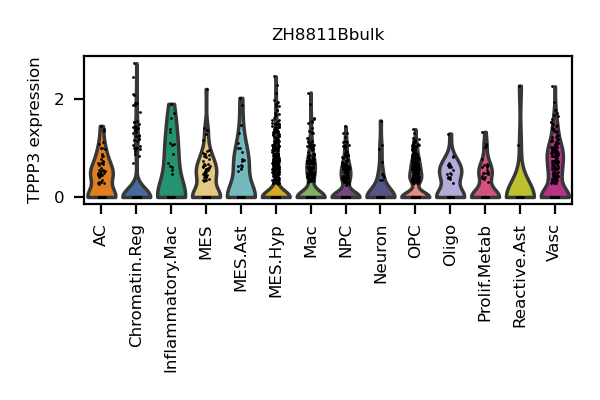 ZH8811Bbulk
TPPP3 expression
2
0
AC
Chromatin.Reg
Inflammatory.Mac
MES
MES.Ast
MES.Hyp
Mac
NPC
Neuron
OPC
Oligo
Prolif.Metab
Reactive.Ast
Vasc